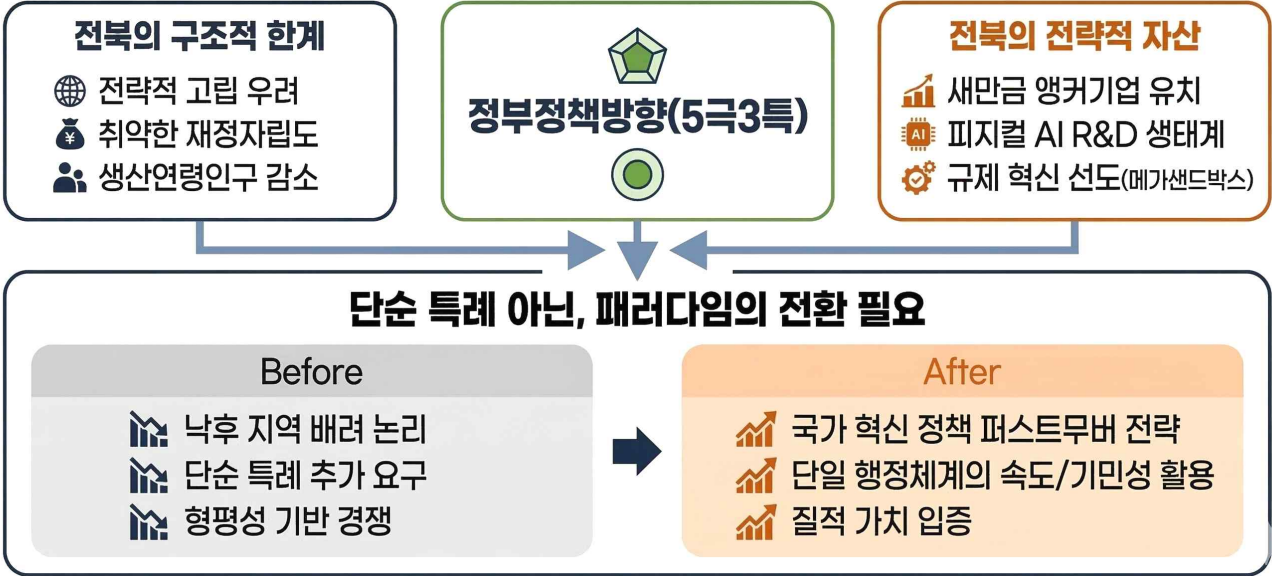 전북의 구조적 한계
전략적 고립 우려
¥ 취약한 재정자립도
생산연령인구 감소
정부정책방향(5극3특)
전북의 전략적 자산
새만금 앵커기업 유치
AI 피지컬 AI R&D 생태계
규제 혁신 선도(메가샌드박스)
단순 특례 아닌, 패러다임의 전환 필요
Before
낙후 지역 배려 논리
단순 특례 추가 요구
형평성 기반 경쟁
After
국가 혁신 정책 퍼스트무버 전략
단일 행정체계의 속도/기민성 활용
질적 가치 입증